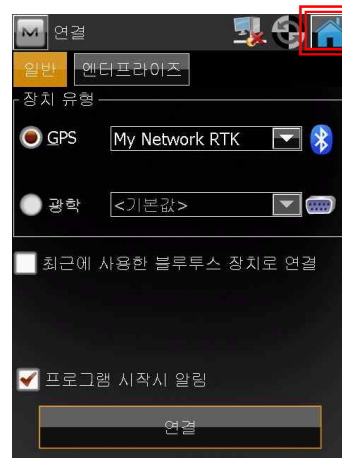 연결
일반 엔터프라이즈
장치 유형
GPS My Network RTK
광학 <기본값>
최근에 사용한 블루투스 장치로 연결
프로그램 시작시 알림
연결